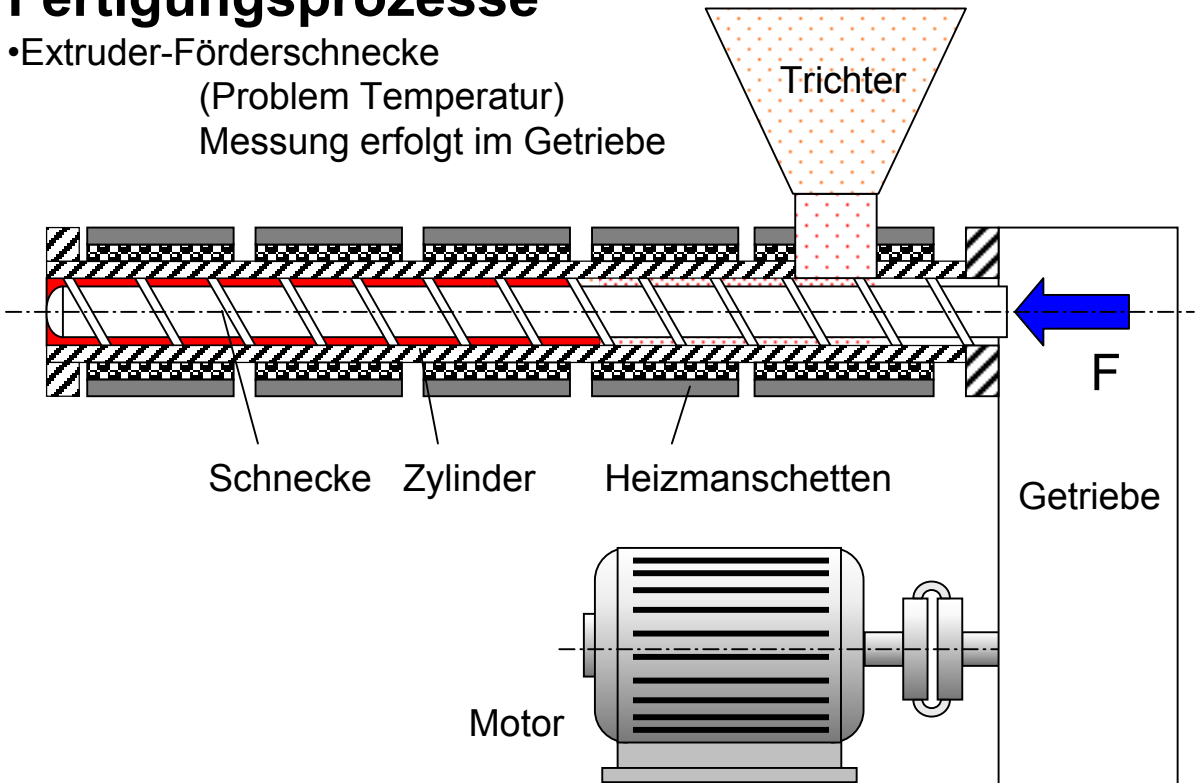 Fertigungsprozesse
•Extruder-Förderschnecke
(Problem Temperatur)
Messung erfolgt im Getriebe
Trichter
F
Schnecke Zylinder Heizmanschetten
Getriebe
Motor